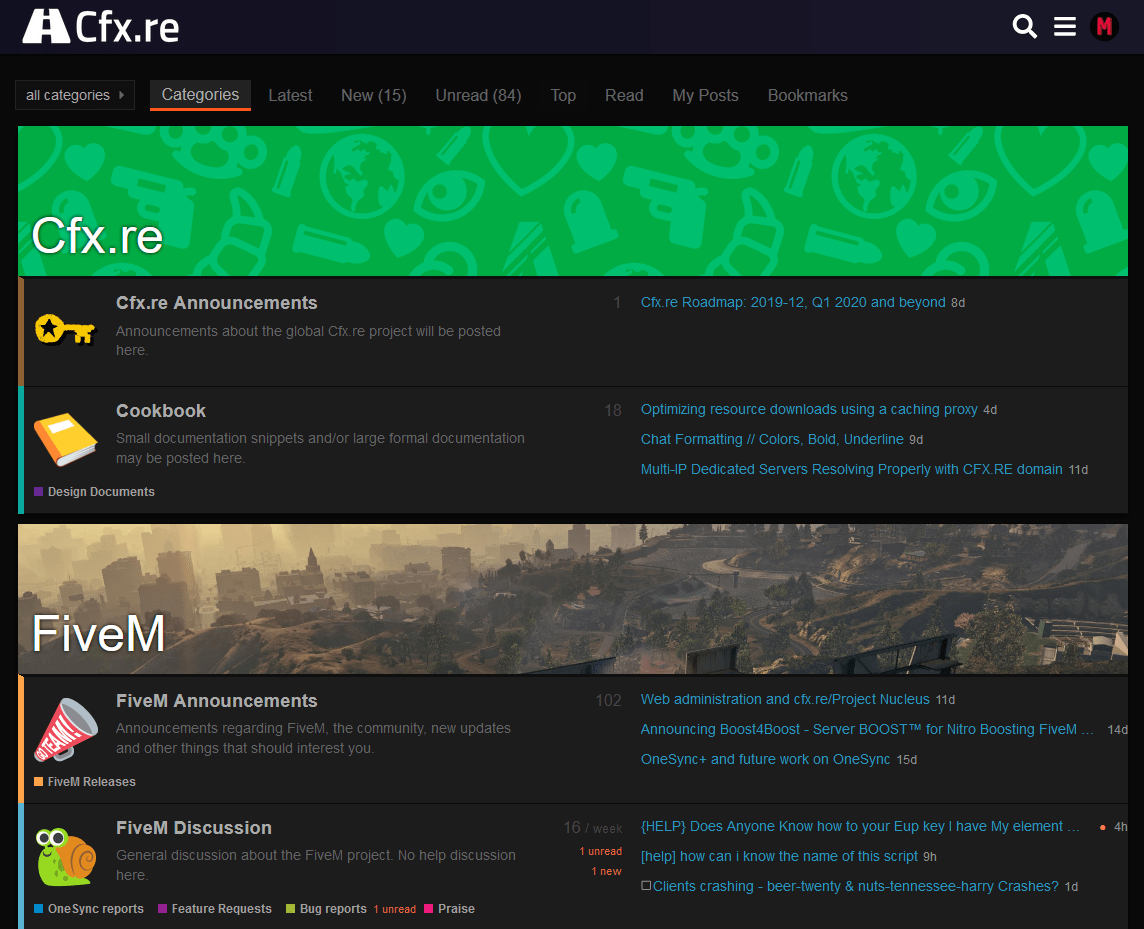 Cfx.re
M
all categories
Categories
Latest
New (15)
Unread (84)
Top
Read
My Posts
Bookmarks
Cfx.re
Cfx.re Announcements
Announcements about the global Cfx.re project will be posted
here.
1
Cfx.re Roadmap: 2019-12, Q1 2020 and beyond 8d
Cookbook
Small documentation snippets and/or large formal documentation
may be posted here.
Design Documents
18
Optimizing resource downloads using a caching proxy 4d
Chat Formatting // Colors, Bold, Underline 9d
Multi-IP Dedicated Servers Resolving Properly with CFX.RE domain 11d
FiveM
GO TEAM!
FiveM Announcements
Announcements regarding FiveM, the community, new updates
and other things that should interest you.
FiveM Releases
102
Web administration and cfx.re/Project Nucleus 11d
Announcing Boost4Boost - Server BOOST™ for Nitro Boosting FiveM … 14d
OneSync+ and future work on OneSync 15d
FiveM Discussion
General discussion about the FiveM project. No help discussion
here.
OneSync reports
Feature Requests
Bug reports 1 unread
Praise
16 / week
1 unread
1 new
{HELP} Does Anyone Know how to your Eup key I have My element … 4h
[help] how can i know the name of this script 9h
Clients crashing - beer-twenty & nuts-tennessee-harry Crashes? 1d